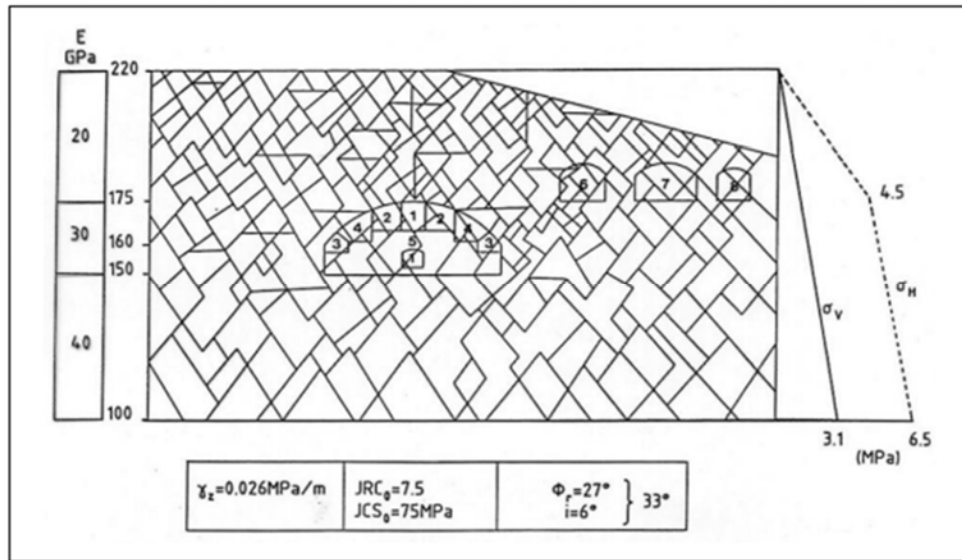 E
GPa
220
20
175
30
160
150
40
100
1
2
2
4
4
3
3
5
1
6
7
8
4.5
σV
σH
3.1
6.5
(MPa)
γz=0.026MPa/m
JRC0=7.5
JCS0=75MPa
Φr=27°
i=6°
} 33°